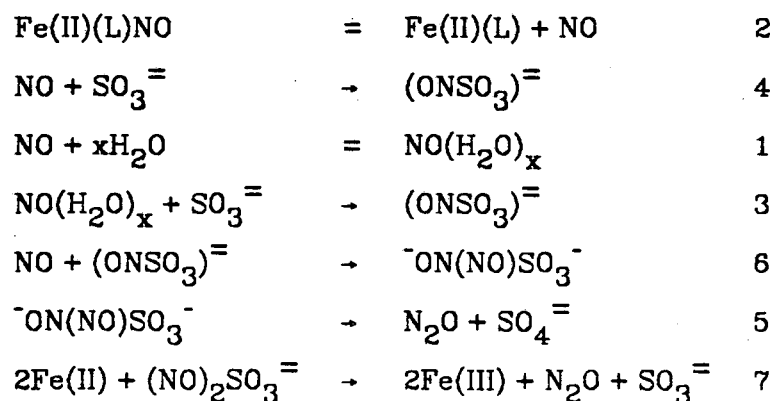 Fe(II)(L)NO = Fe(II)(L) + NO 2
NO + SO₃⁼ → (ONSO₃)⁼ 4
NO + xH₂O = NO(H₂O)ₓ 1
NO(H₂O)ₓ + SO₃⁼ → (ONSO₃)⁼ 3
NO + (ONSO₃)⁼ → ⁻ON(NO)SO₃⁻ 6
⁻ON(NO)SO₃⁻ → N₂O + SO₄⁼ 5
2Fe(II) + (NO)₂SO₃⁼ → 2Fe(III) + N₂O + SO₃⁼ 7